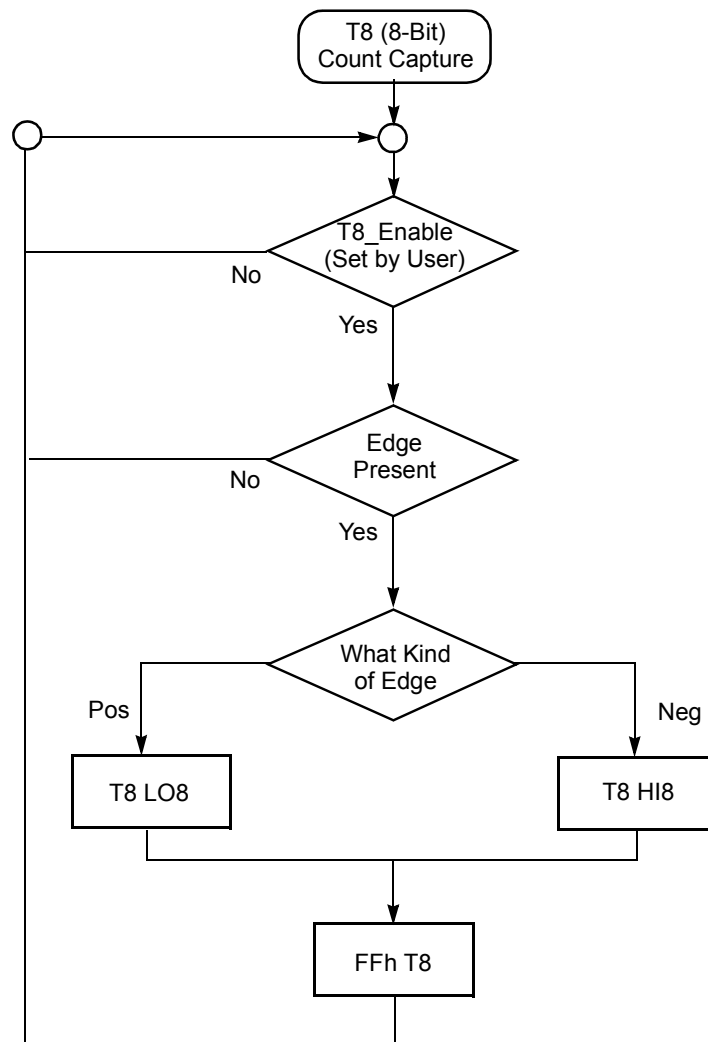 T8 (8-Bit)
Count Capture
T8_Enable
(Set by User)
No
Yes
Edge
Present
No
Yes
What Kind
of Edge
Pos
Neg
T8 LO8
T8 HI8
FFh T8